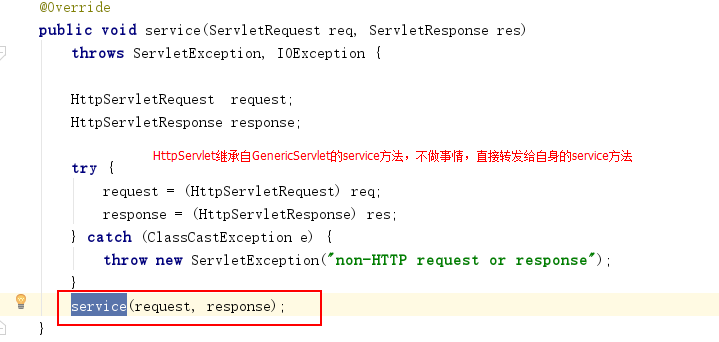 @Override
public void service(ServletRequest req, ServletResponse res)
throws ServletException, IOException {
HttpServletRequest  request;
HttpServletResponse response;
HttpServlet继承自GenericServlet的service方法，不做事情，直接转发给自身的service方法
try {
request = (HttpServletRequest) req;
response = (HttpServletResponse) res;
} catch (ClassCastException e) {
throw new ServletException("non-HTTP request or response");
}
service(request, response);
}